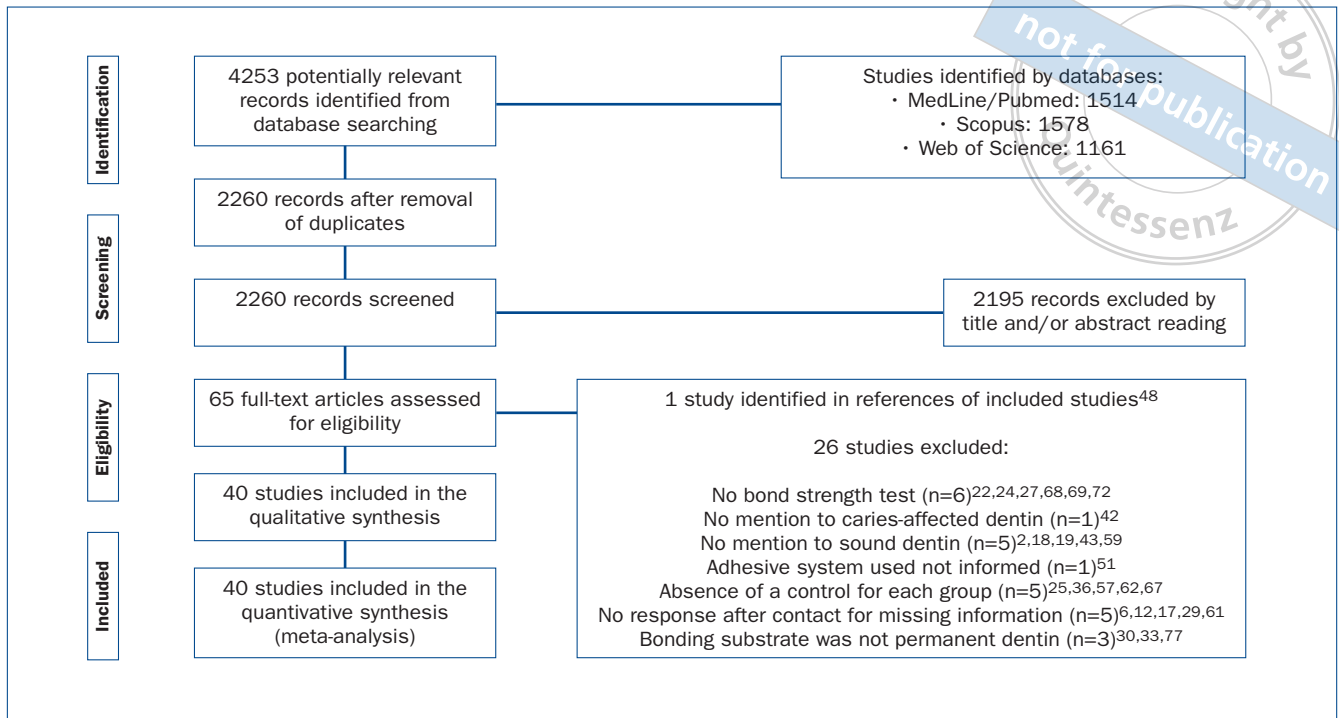 Identification
Screening
Eligibility
Included
4253 potentially relevant
records identified from
database searching
Studies identified by databases:
· MedLine/Pubmed: 1514
· Scopus: 1578
· Web of Science: 1161
2260 records after removal
of duplicates
2260 records screened
2195 records excluded by
title and/or abstract reading
65 full-text articles assessed
for eligibility
1 study identified in references of included studies48
26 studies excluded:
No bond strength test (n=6)22,24,27,68,69,72
No mention to caries-affected dentin (n=1)42
No mention to sound dentin (n=5)2,18,19,43,59
Adhesive system used not informed (n=1)51
Absence of a control for each group (n=5)25,36,57,62,67
No response after contact for missing information (n=5)6,12,17,29,61
Bonding substrate was not permanent dentin (n=3)30,33,77
40 studies included in the
qualitative synthesis
40 studies included in the
quantivative synthesis
(meta-analysis)
by
not for publication
Quintessenz